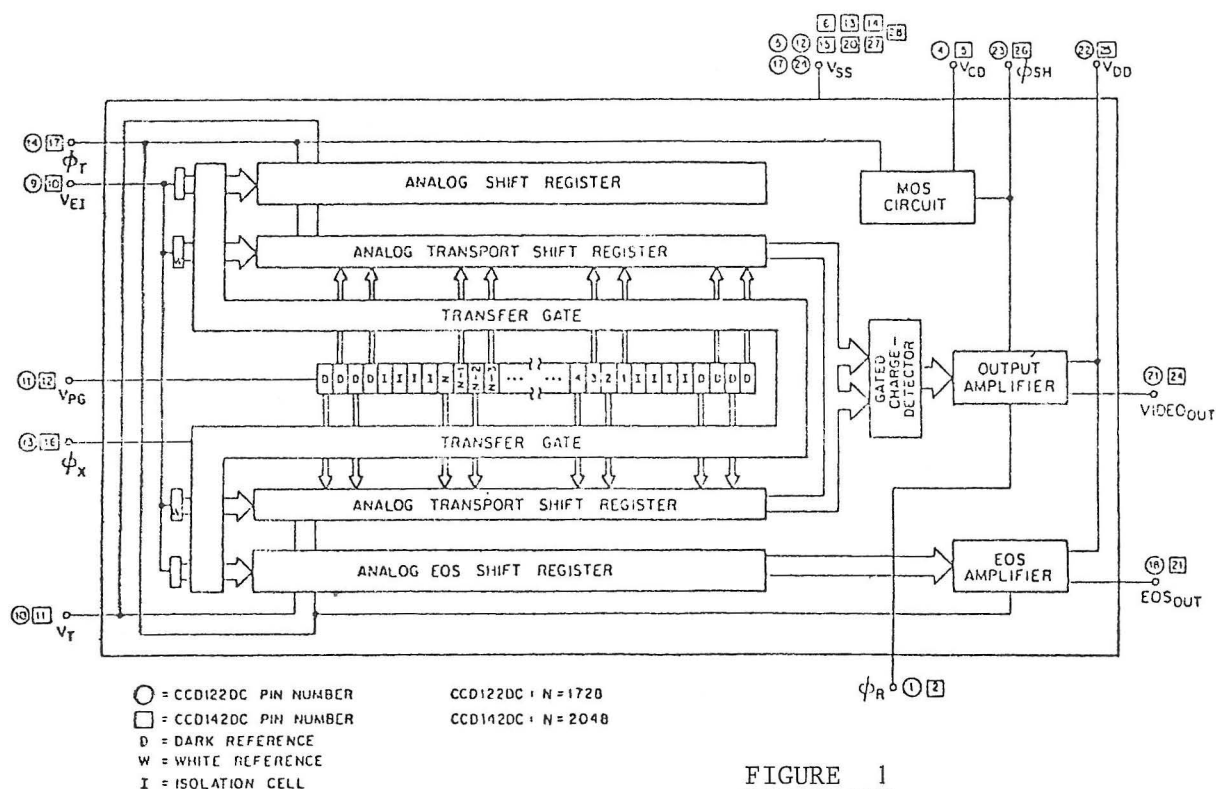 6 13 14
5 12 15 20 27 28
17 24 VSS
4 5 VCD
23 26 ϕSH
22 25 VDD
14 17 ϕT
9 10 VEI
ANALOG SHIFT REGISTER
MOS CIRCUIT
ANALOG TRANSPORT SHIFT REGISTER
TRANSFER GATE
11 12 VPG
D D D D I I I I N N-1 N-2 N-3 ... ... 4 3 2 1 I I I I D D D D
GATED CHARGE-DETECTOR
OUTPUT AMPLIFIER
21 24 VIDEOOUT
13 16 ϕX
TRANSFER GATE
ANALOG TRANSPORT SHIFT REGISTER
ANALOG EOS SHIFT REGISTER
EOS AMPLIFIER
18 21 EOSOUT
10 11 VT
ϕR 1 2
○ = CCD122DC PIN NUMBER
□ = CCD142DC PIN NUMBER
D = DARK REFERENCE
W = WHITE REFERENCE
I = ISOLATION CELL
CCD122DC: N=1728
CCD142DC: N=2048
FIGURE 1